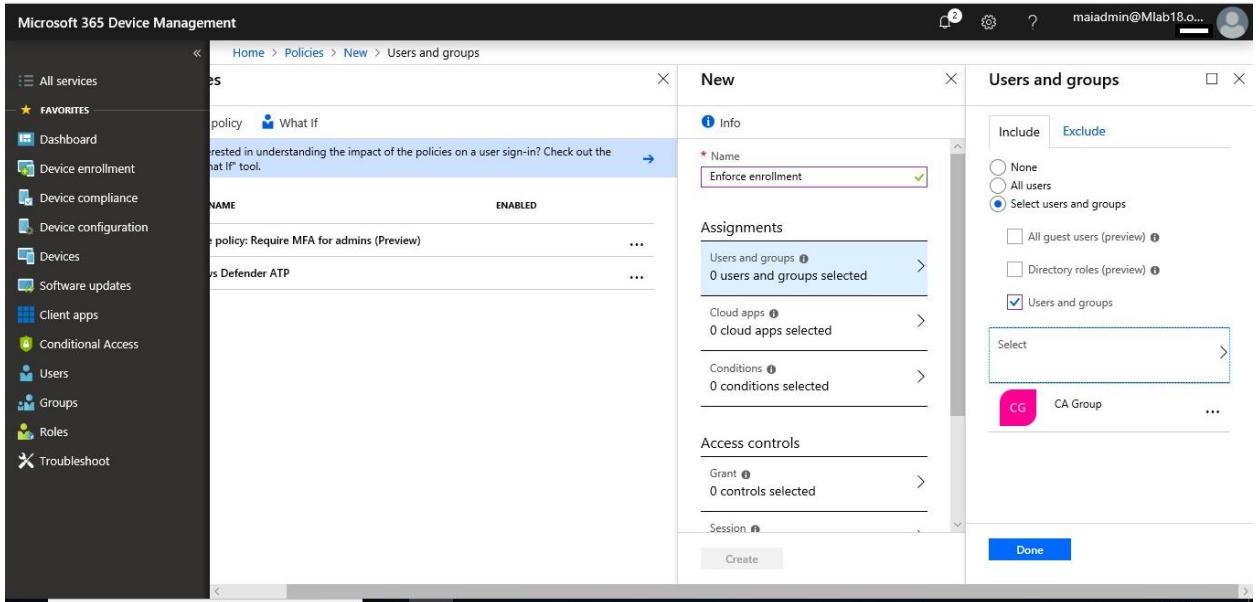 Microsoft 365 Device Management
2
?
maiadmin@Mlab18.o...
«
All services
FAVORITES
Dashboard
Device enrollment
Device compliance
Device configuration
Devices
Software updates
Client apps
Conditional Access
Users
Groups
Roles
Troubleshoot
Home > Policies > New > Users and groups
es
policy
What If
erested in understanding the impact of the policies on a user sign-in? Check out the
hat If" tool.
NAME ENABLED
e policy: Require MFA for admins (Preview) ...
ws Defender ATP ...
New
Info
* Name
Enforce enrollment
Assignments
Users and groups
0 users and groups selected
Cloud apps
0 cloud apps selected
Conditions
0 conditions selected
Access controls
Grant
0 controls selected
Session
Create
Users and groups
Include Exclude
None
All users
Select users and groups
All guest users (preview)
Directory roles (preview)
Users and groups
Select
CG CA Group ...
Done